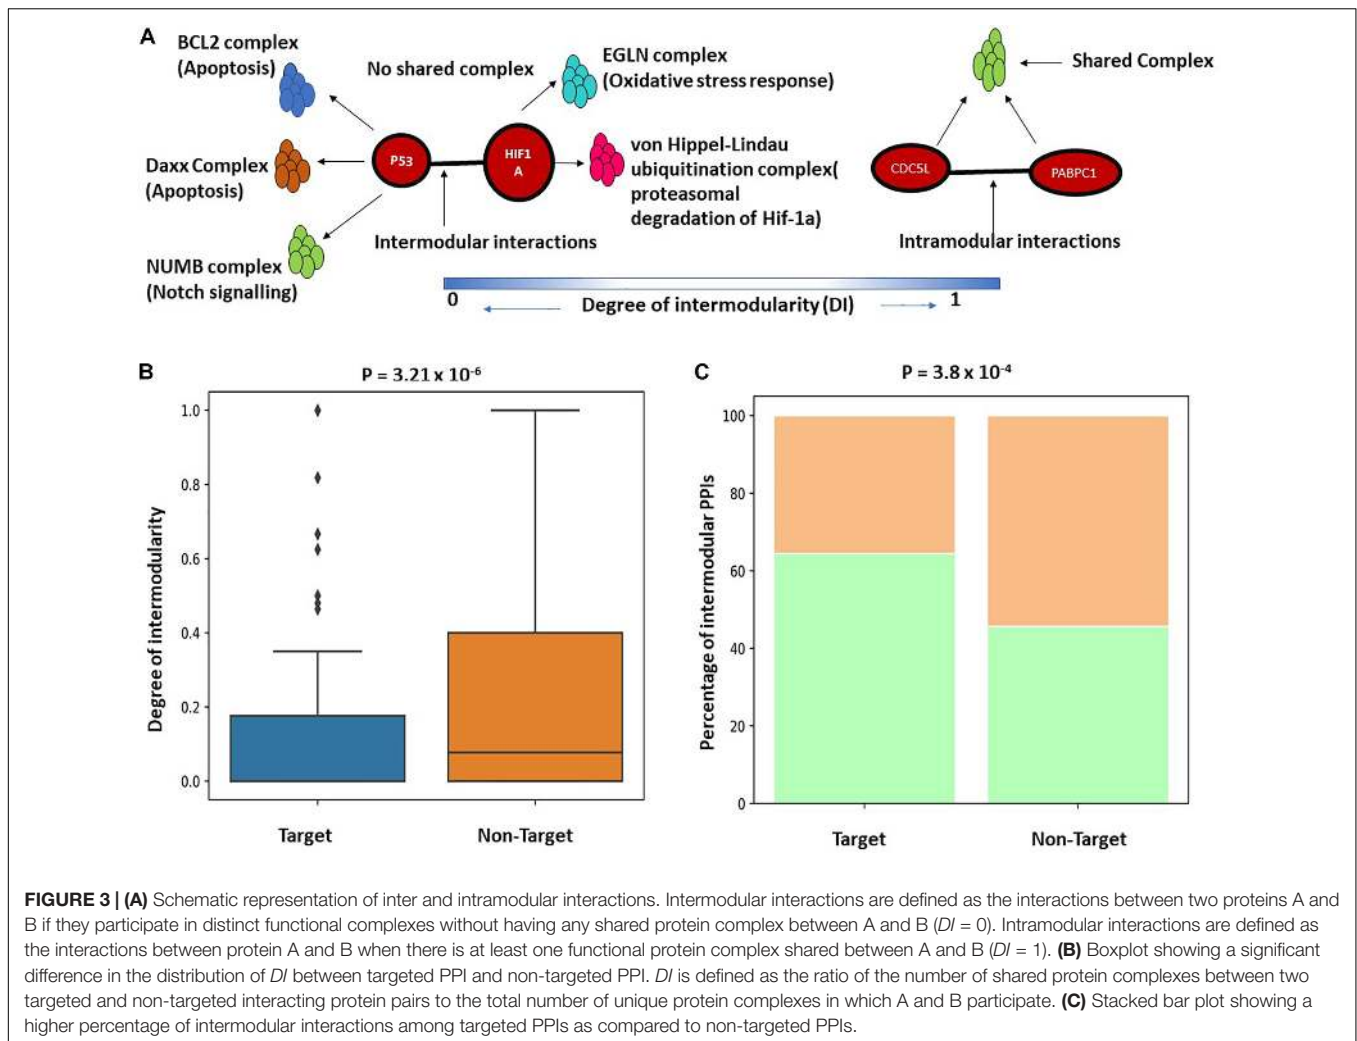 A
BCL2 complex
(Apoptosis)
No shared complex
EGLN complex
(Oxidative stress response)
Shared Complex
P53
HIF1
A
Daxx Complex
(Apoptosis)
von Hippel-Lindau
ubiquitination complex(
proteasomal
degradation of Hif-1a)
CDC5L
PABPC1
Intermodular interactions
Intramodular interactions
NUMB complex
(Notch signalling)
0
Degree of intermodularity (DI)
1
B
P = 3.21 x 10⁻⁶
Degree of intermodularity
1.0
0.8
0.6
0.4
0.2
0.0
Target
Non-Target
C
P = 3.8 x 10⁻⁴
Percentage of intermodular PPIs
100
80
60
40
20
0
Target
Non-Target
FIGURE 3 | (A) Schematic representation of inter and intramodular interactions. Intermodular interactions are defined as the interactions between two proteins A and
B if they participate in distinct functional complexes without having any shared protein complex between A and B (DI = 0). Intramodular interactions are defined as
the interactions between protein A and B when there is at least one functional protein complex shared between A and B (DI = 1). (B) Boxplot showing a significant
difference in the distribution of DI between targeted PPI and non-targeted PPI. DI is defined as the ratio of the number of shared protein complexes between two
targeted and non-targeted interacting protein pairs to the total number of unique protein complexes in which A and B participate. (C) Stacked bar plot showing a
higher percentage of intermodular interactions among targeted PPIs as compared to non-targeted PPIs.